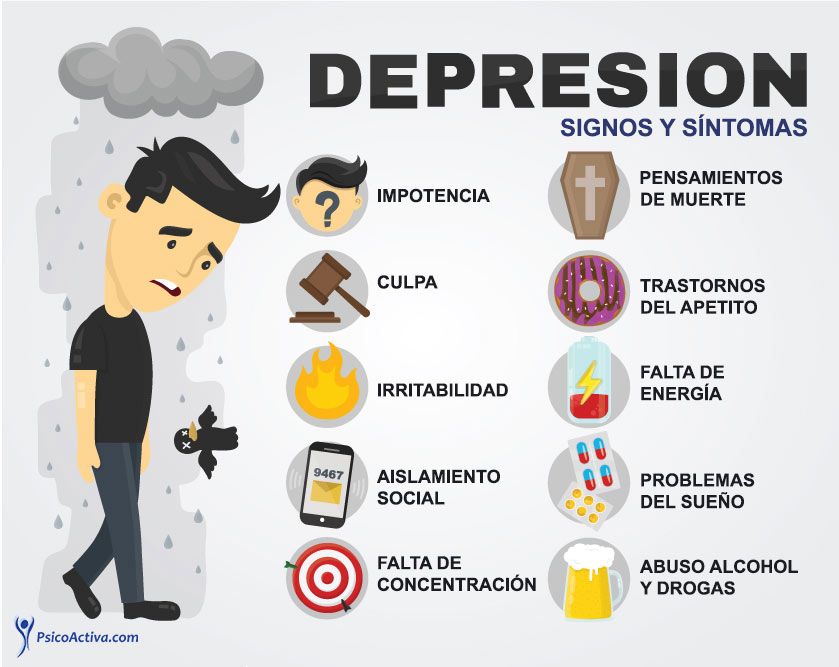 DEPRESION
SIGNOS Y SÍNTOMAS
IMPOTENCIA
CULPA
IRRITABILIDAD
9467
AISLAMIENTO
SOCIAL
FALTA DE
CONCENTRACIÓN
PENSAMIENTOS
DE MUERTE
TRASTORNOS
DEL APETITO
FALTA DE
ENERGÍA
PROBLEMAS
DEL SUEÑO
ABUSO ALCOHOL
Y DROGAS
PsicoActiva.com